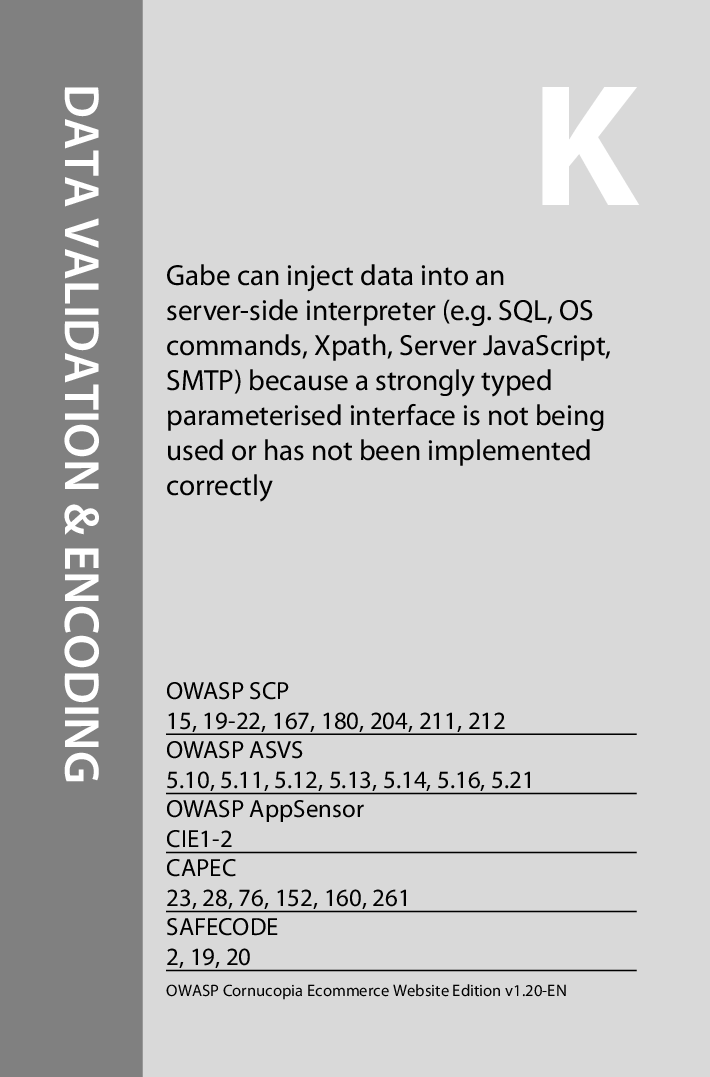 DATA VALIDATION & ENCODING
K
Gabe can inject data into an
server-side interpreter (e.g. SQL, OS
commands, Xpath, Server JavaScript,
SMTP) because a strongly typed
parameterised interface is not being
used or has not been implemented
correctly
OWASP SCP
15, 19-22, 167, 180, 204, 211, 212
OWASP ASVS
5.10, 5.11, 5.12, 5.13, 5.14, 5.16, 5.21
OWASP AppSensor
CIE1-2
CAPEC
23, 28, 76, 152, 160, 261
SAFECODE
2, 19, 20
OWASP Cornucopia Ecommerce Website Edition v1.20-EN